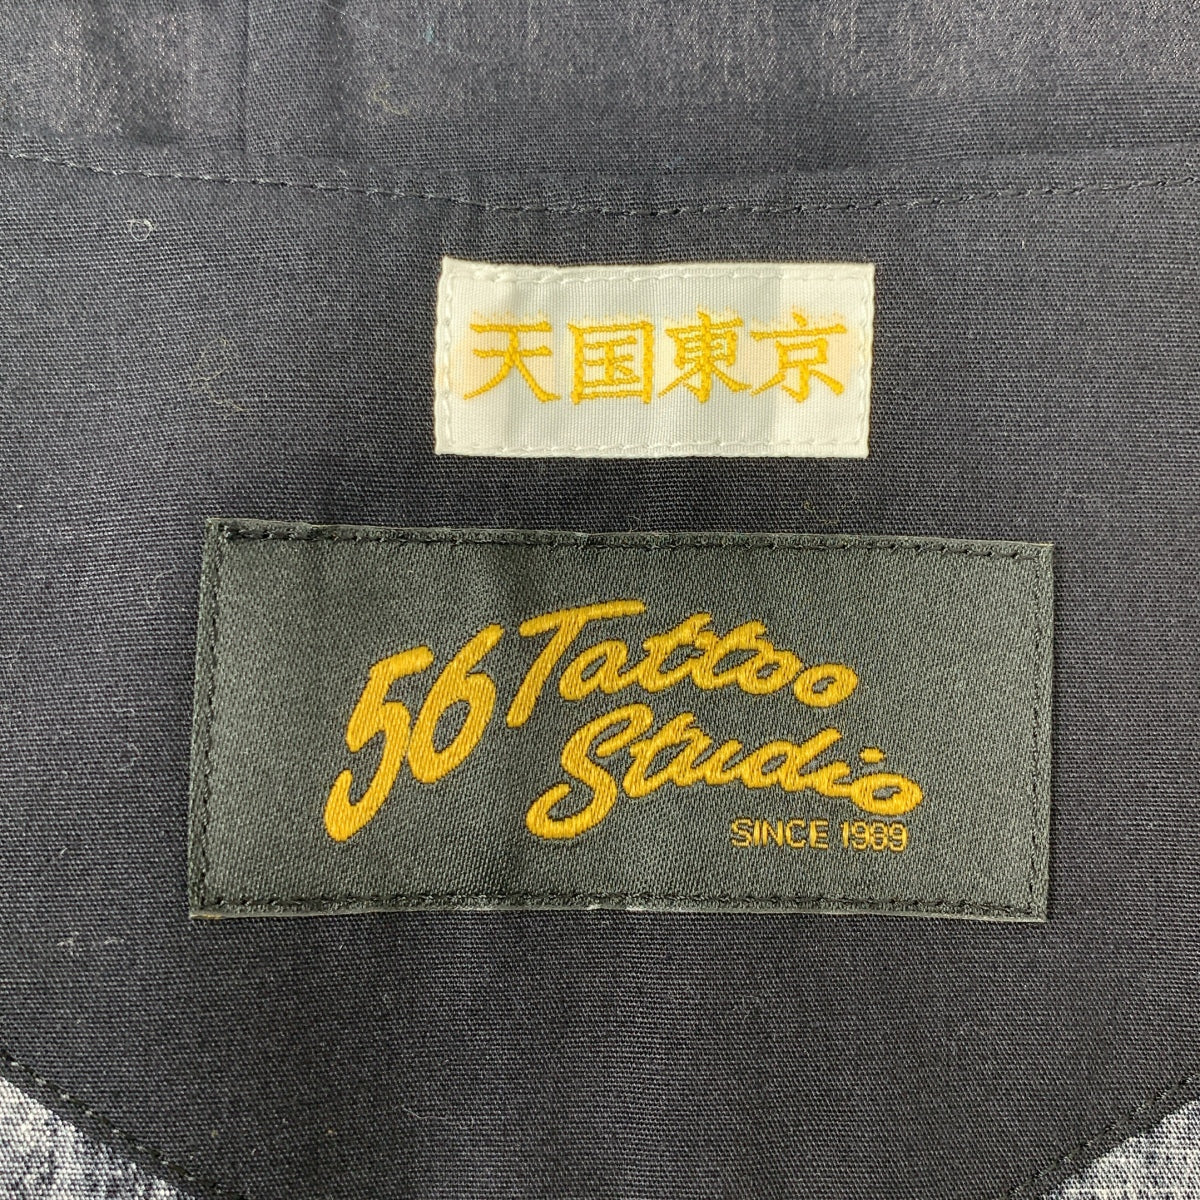 天国東京
56 Tattoo
Studio
SINCE 1989